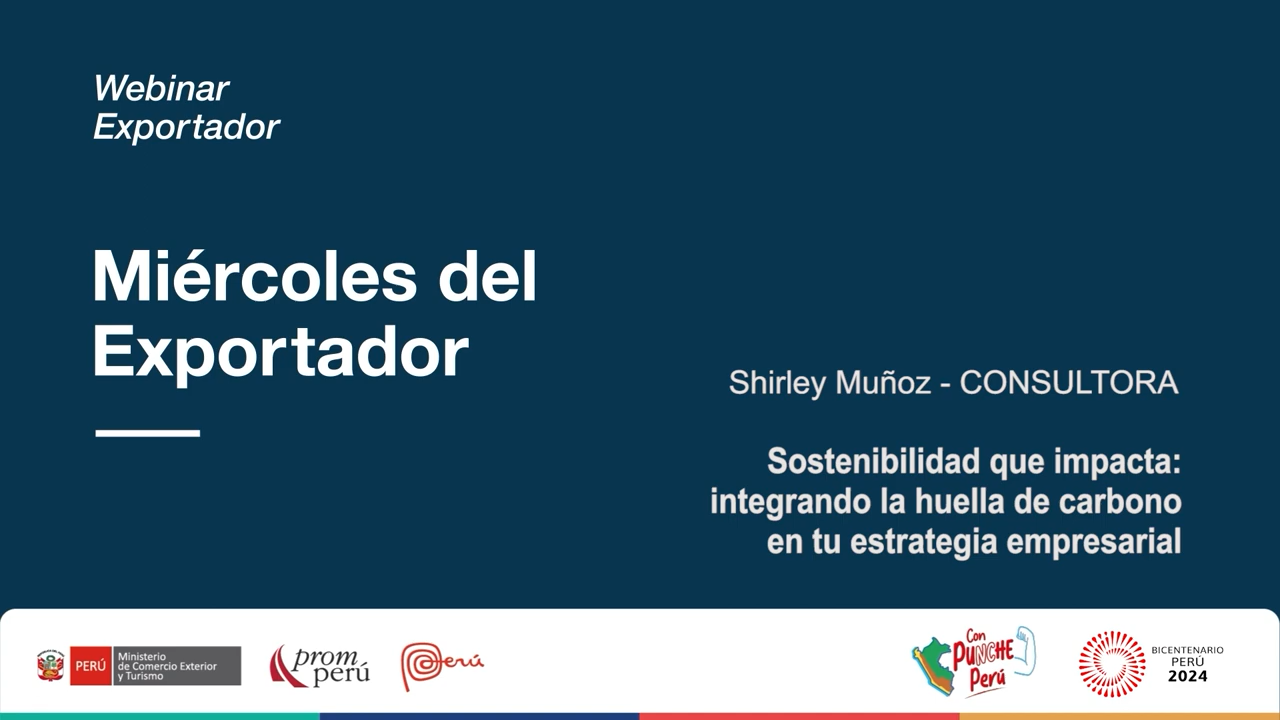 Webinar
Exportador
Miércoles del
Exportador
Shirley Muñoz - CONSULTORA
Sostenibilidad que impacta:
integrando la huella de carbono
en tu estrategia empresarial
PERÚ
Ministerio
de Comercio Exterior
y Turismo
prom
perú
Perú
Con
PUNCHE
Perú
BICENTENARIO
PERÚ
2024